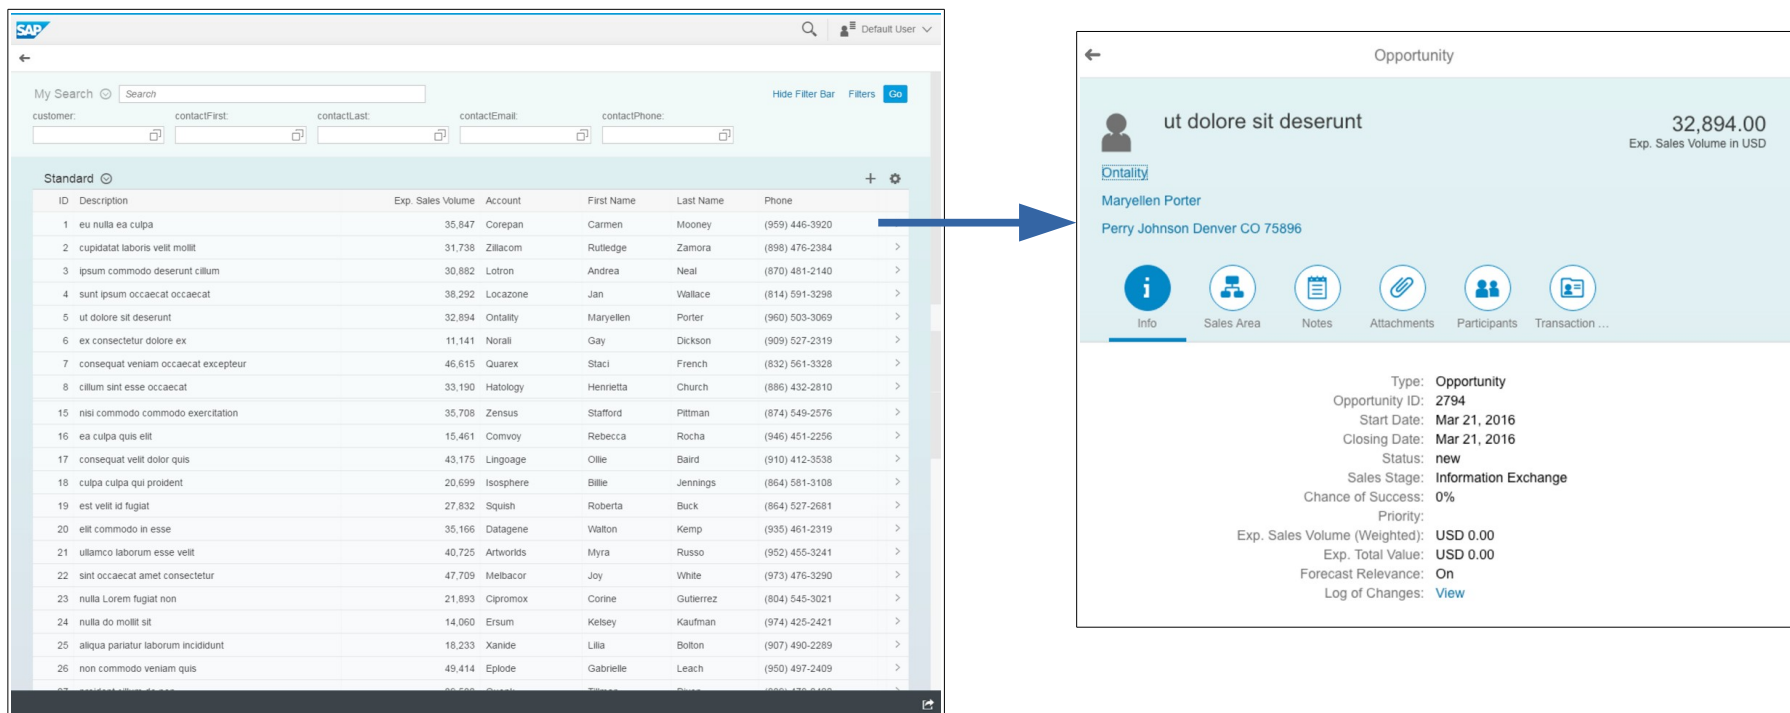 SAP
Default User
My Search Search Hide Filter Bar Filters Go
customer: contactFirst: contactLast: contactEmail: contactPhone:
Standard
ID Description Exp. Sales Volume Account First Name Last Name Phone
1 eu nulla ea culpa 35,847 Corepan Carmen Mooney (959) 446-3920
2 cupidatat laboris velit mollit 31,738 Zillacom Rutledge Zamora (898) 476-2384
3 ipsum commodo deserunt cillum 30,882 Lotron Andrea Neal (870) 481-2140
4 sunt ipsum occaecat occaecat 38,292 Locazone Jan Wallace (814) 591-3298
5 ut dolore sit deserunt 32,894 Ontality Maryellen Porter (960) 503-3069
6 ex consectetur dolore ex 11,141 Norali Gay Dickson (909) 527-2319
7 consequat veniam occaecat excepteur 46,615 Quarex Staci French (832) 561-3328
8 cillum sint esse occaecat 33,190 Hatology Henrietta Church (886) 432-2810
15 nisi commodo commodo exercitation 35,708 Zensus Stafford Pittman (874) 549-2576
16 ea culpa quis elit 15,461 Comvoy Rebecca Rocha (946) 451-2256
17 consequat velit dolor quis 43,175 Lingoage Ollie Baird (910) 412-3538
18 culpa culpa qui proident 20,699 Isosphere Billie Jennings (864) 581-3108
19 est velit id fugiat 27,832 Squish Roberta Buck (864) 527-2681
20 elit commodo in esse 35,166 Datagene Walton Kemp (935) 461-2319
21 ullamco laborum esse velit 40,725 Artworlds Myra Russo (952) 455-3241
22 sint occaecat amet consectetur 47,709 Melbacor Joy White (973) 476-3290
23 nulla Lorem fugiat non 21,893 Cipromox Corine Gutierrez (804) 545-3021
24 nulla do mollit sit 14,060 Ersum Kelsey Kaufman (974) 425-2421
25 aliqua pariatur laborum incididunt 18,233 Xanide Lilia Bolton (907) 490-2289
26 non commodo veniam quis 49,414 Eplode Gabrielle Leach (950) 497-2409
Opportunity
ut dolore sit deserunt 32,894.00
Exp. Sales Volume in USD
Ontality
Maryellen Porter
Perry Johnson Denver CO 75896
Info Sales Area Notes Attachments Participants Transaction ...
Type: Opportunity
Opportunity ID: 2794
Start Date: Mar 21, 2016
Closing Date: Mar 21, 2016
Status: new
Sales Stage: Information Exchange
Chance of Success: 0%
Priority:
Exp. Sales Volume (Weighted): USD 0.00
Exp. Total Value: USD 0.00
Forecast Relevance: On
Log of Changes: View